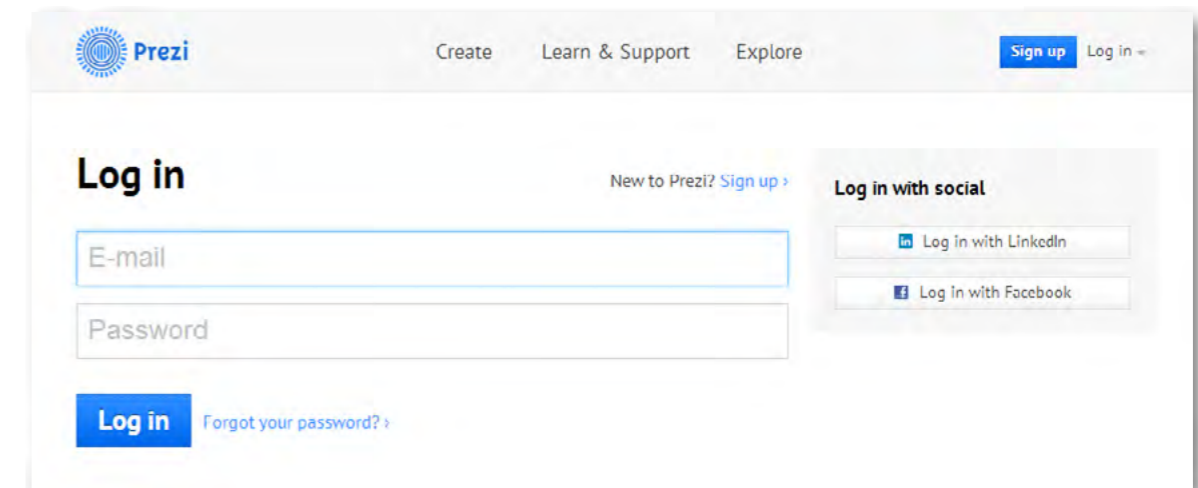 Prezi Create Learn & Support Explore Sign up Log in
Log in
New to Prezi? Sign up ›
E-mail
Password
Log in Forgot your password? ›
Log in with social
Log in with LinkedIn
Log in with Facebook